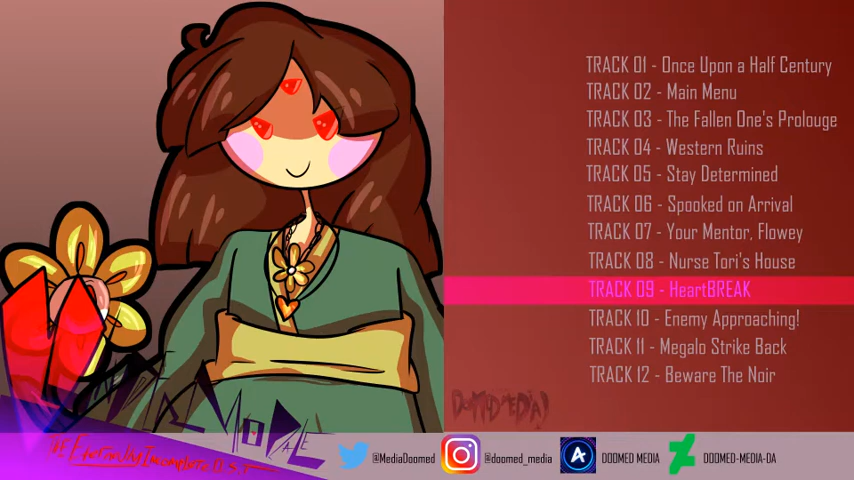 TRACK 01 - Once Upon a Half Century
TRACK 02 - Main Menu
TRACK 03 - The Fallen One's Prolouge
TRACK 04 - Western Ruins
TRACK 05 - Stay Determined
TRACK 06 - Spooked on Arrival
TRACK 07 - Your Mentor, Flowey
TRACK 08 - Nurse Tori's House
TRACK 09 - HeartBREAK
TRACK 10 - Enemy Approaching!
TRACK 11 - Megalo Strike Back
TRACK 12 - Beware The Noir
THE
O.S.T
@MediaDoomed
@doomed_media
DOOMED MEDIA
DOOMED-MEDIA-DA